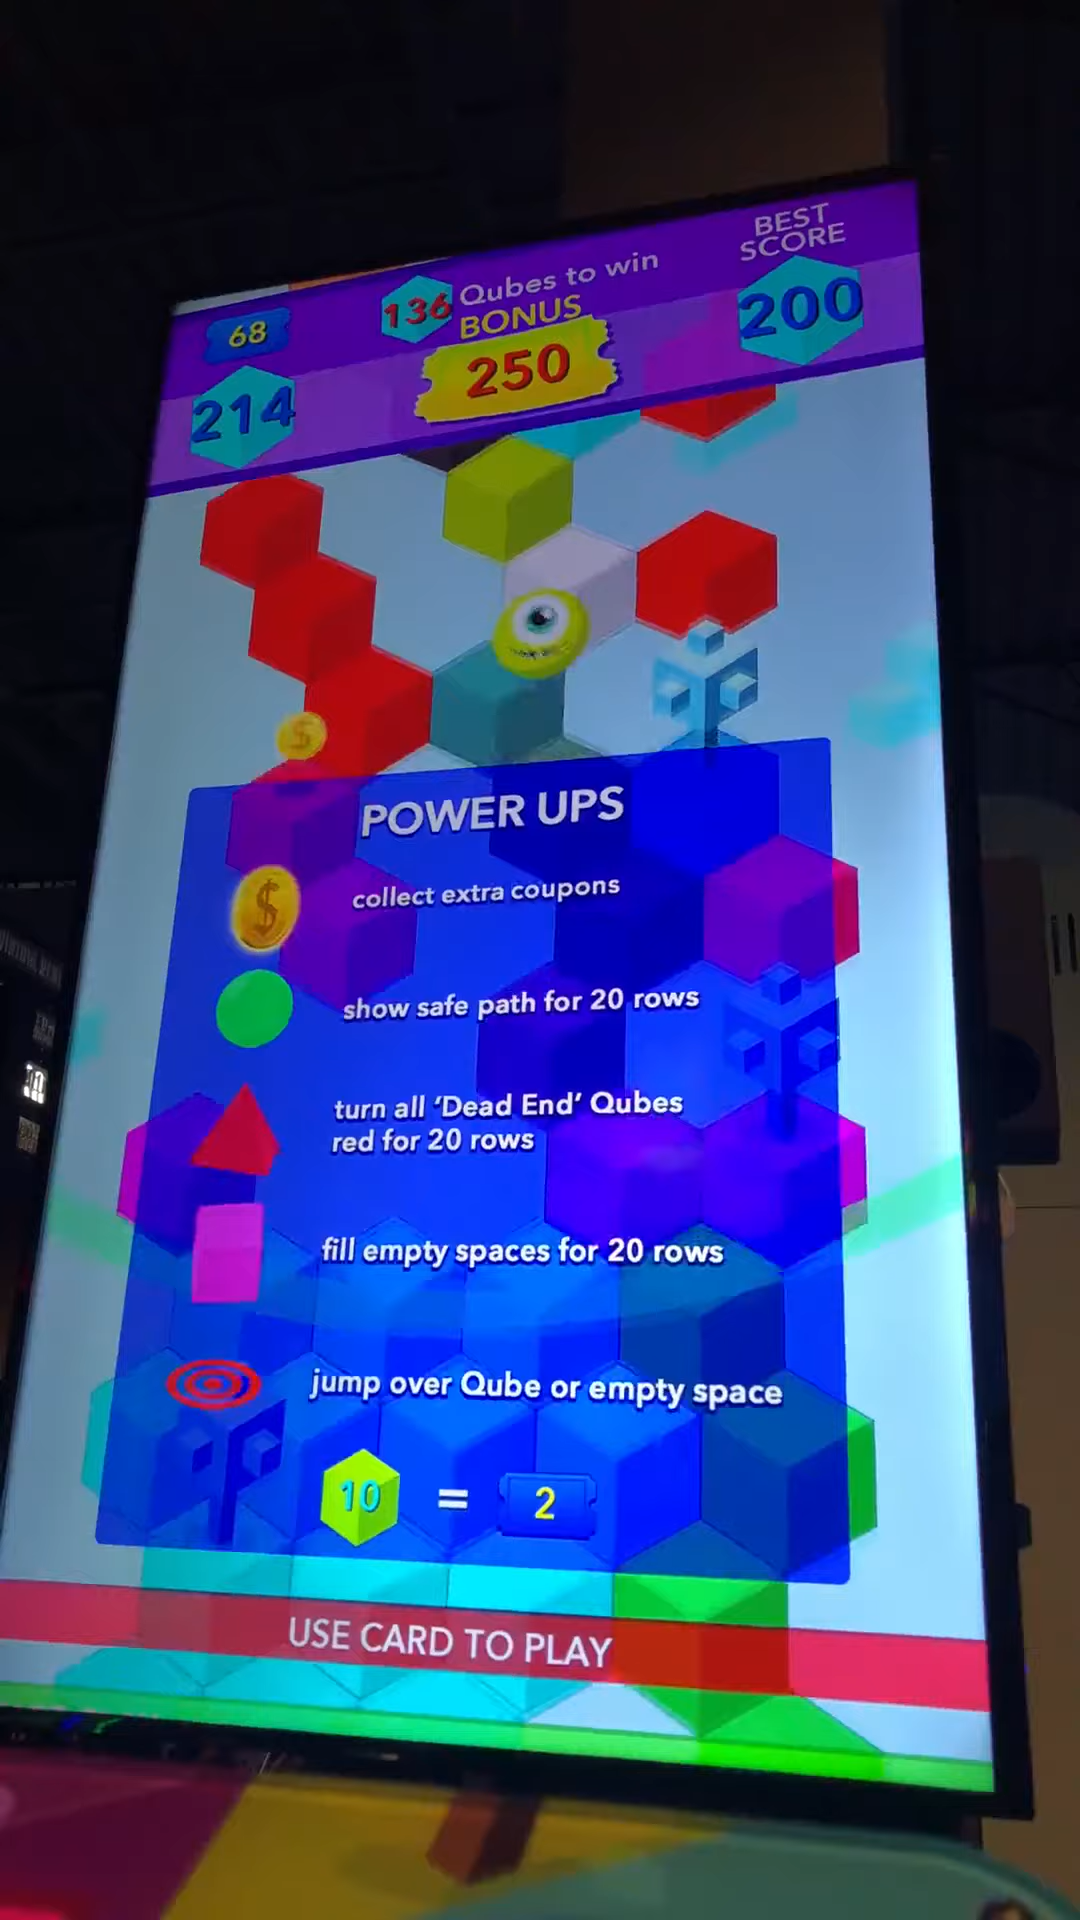 68
136 Qubes to win
BONUS
250
BEST
SCORE
200
214
POWER UPS
$
collect extra coupons
show safe path for 20 rows
turn all 'Dead End' Qubes
red for 20 rows
fill empty spaces for 20 rows
jump over Qube or empty space
10 = 2
USE CARD TO PLAY